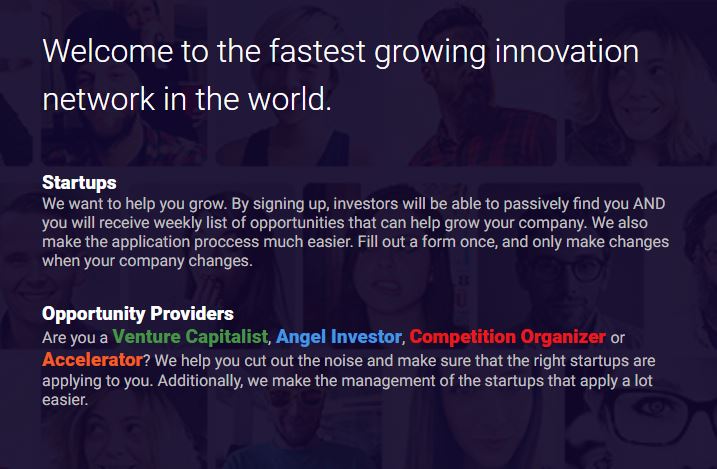 Welcome to the fastest growing innovation
network in the world.
Startups
We want to help you grow. By signing up, investors will be able to passively find you AND
you will receive weekly list of opportunities that can help grow your company. We also
make the application proccess much easier. Fill out a form once, and only make changes
when your company changes.
Opportunity Providers
Are you a Venture Capitalist, Angel Investor, Competition Organizer or
Accelerator? We help you cut out the noise and make sure that the right startups are
applying to you. Additionally, we make the management of the startups that apply a lot
easier.